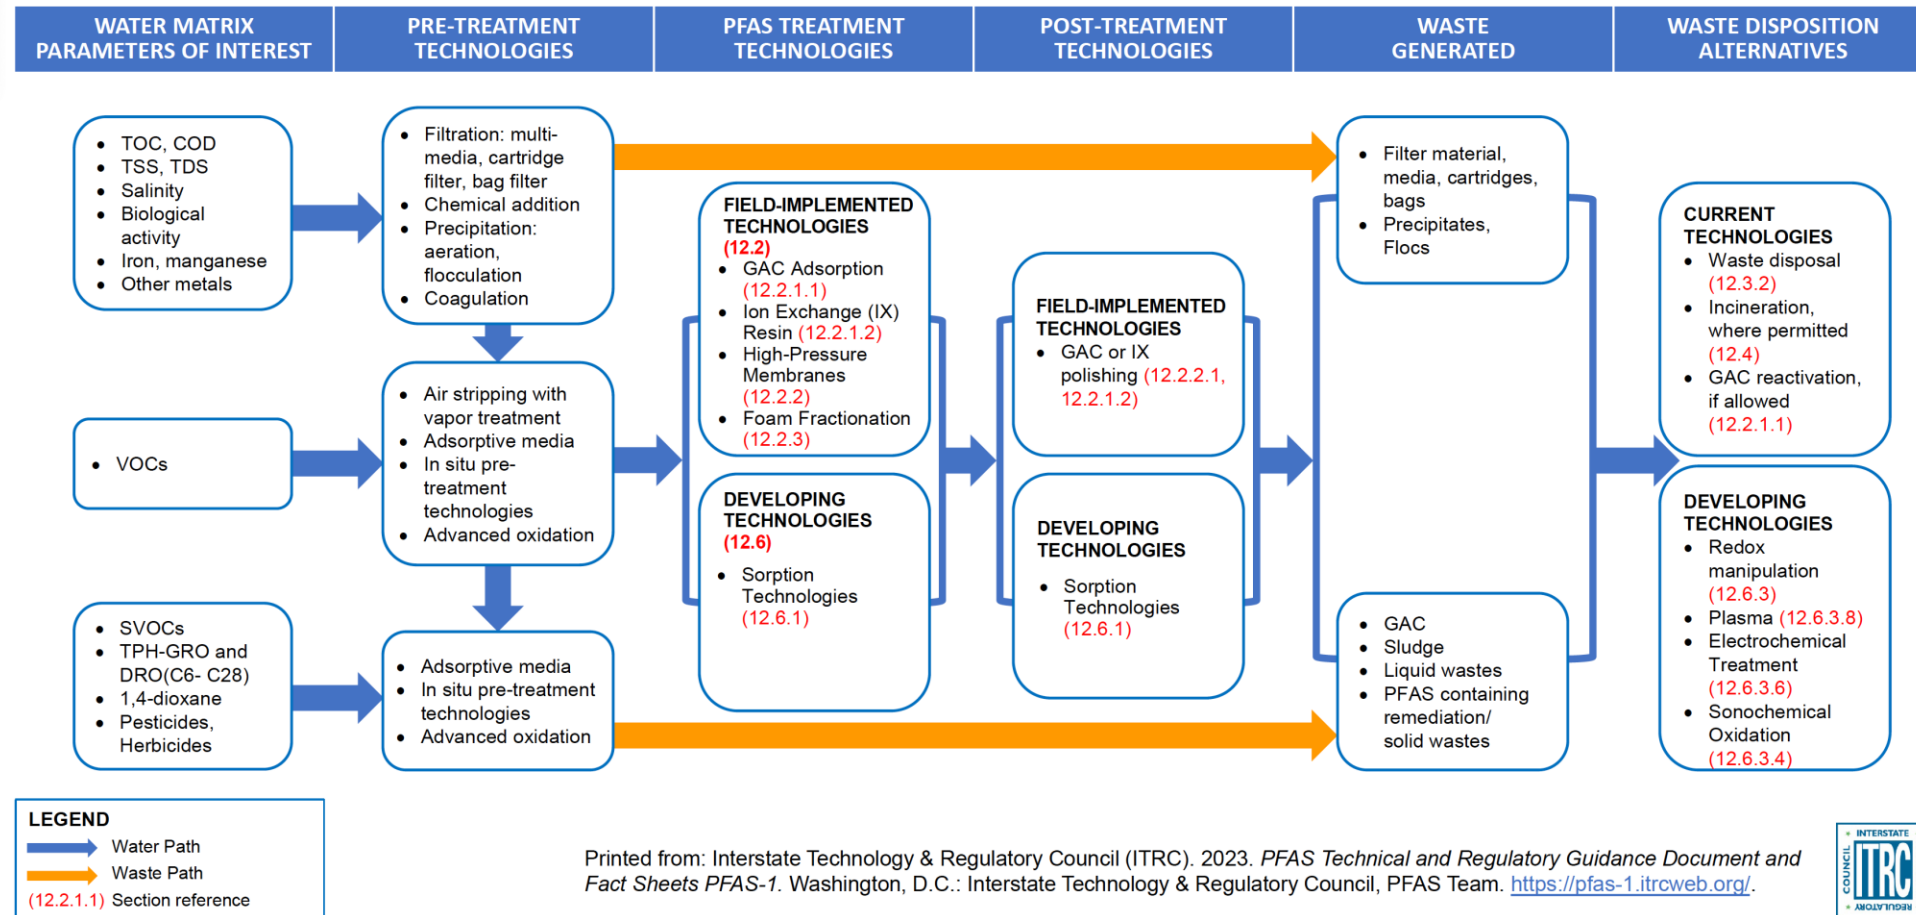 WATER MATRIX
PARAMETERS OF INTEREST
PRE-TREATMENT
TECHNOLOGIES
PFAS TREATMENT
TECHNOLOGIES
POST-TREATMENT
TECHNOLOGIES
WASTE
GENERATED
WASTE DISPOSITION
ALTERNATIVES
• TOC, COD
• TSS, TDS
• Salinity
• Biological
activity
• Iron, manganese
• Other metals
• VOCs
• SVOCs
• TPH-GRO and
DRO(C6- C28)
• 1,4-dioxane
• Pesticides,
Herbicides
• Filtration: multi-
media, cartridge
filter, bag filter
• Chemical addition
• Precipitation:
aeration,
flocculation
• Coagulation
• Air stripping with
vapor treatment
• Adsorptive media
• In situ pre-
treatment
technologies
• Advanced oxidation
• Adsorptive media
• In situ pre-treatment
technologies
• Advanced oxidation
FIELD-IMPLEMENTED
TECHNOLOGIES
(12.2)
• GAC Adsorption
(12.2.1.1)
• Ion Exchange (IX)
Resin (12.2.1.2)
• High-Pressure
Membranes
(12.2.2)
• Foam Fractionation
(12.2.3)
DEVELOPING
TECHNOLOGIES
(12.6)
• Sorption
Technologies
(12.6.1)
FIELD-IMPLEMENTED
TECHNOLOGIES
• GAC or IX
polishing (12.2.2.1,
12.2.1.2)
DEVELOPING
TECHNOLOGIES
• Sorption
Technologies
(12.6.1)
• Filter material,
media, cartridges,
bags
• Precipitates,
Flocs
• GAC
• Sludge
• Liquid wastes
• PFAS containing
remediation/
solid wastes
CURRENT
TECHNOLOGIES
• Waste disposal
(12.3.2)
• Incineration,
where permitted
(12.4)
• GAC reactivation,
if allowed
(12.2.1.1)
DEVELOPING
TECHNOLOGIES
• Redox
manipulation
(12.6.3)
• Plasma (12.6.3.8)
• Electrochemical
Treatment
(12.6.3.6)
• Sonochemical
Oxidation
(12.6.3.4)
LEGEND
Water Path
Waste Path
(12.2.1.1) Section reference
Printed from: Interstate Technology & Regulatory Council (ITRC). 2023. PFAS Technical and Regulatory Guidance Document and
Fact Sheets PFAS-1. Washington, D.C.: Interstate Technology & Regulatory Council, PFAS Team. https://pfas-1.itrcweb.org/.
INTERSTATE
COUNCIL
ITRC
REGULATORY